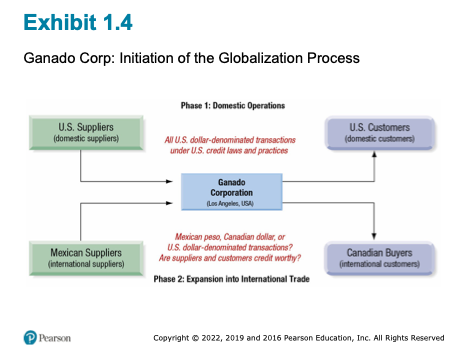 Exhibit 1.4
Ganado Corp: Initiation of the Globalization Process
Phase 1: Domestic Operations
U.S. Suppliers
(domestic suppliers)
All U.S. dollar-denominated transactions
under U.S. credit laws and practices
U.S. Customers
(domestic customers)
Ganado
Corporation
(Los Angeles, USA)
Mexican Suppliers
(international suppliers)
Mexican peso, Canadian dollar, or
U.S. dollar-denominated transactions?
Are suppliers and customers credit worthy?
Canadian Buyers
(international customers)
Phase 2: Expansion into International Trade
Pearson
Copyright © 2022, 2019 and 2016 Pearson Education, Inc. All Rights Reserved